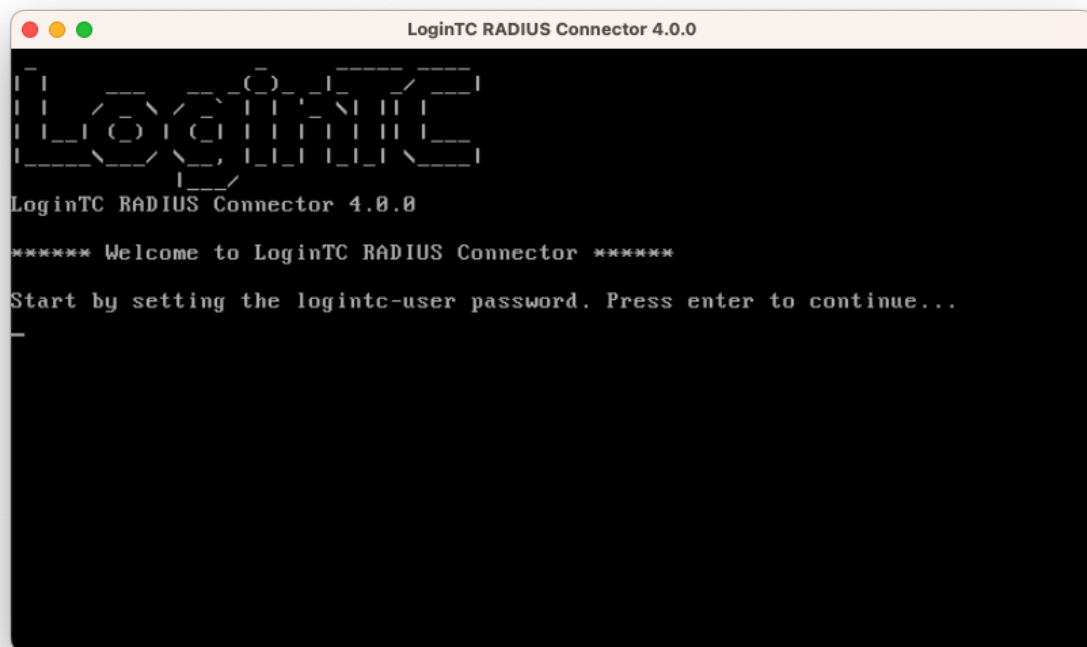 LoginTC RADIUS Connector 4.0.0
LoginTC
LoginTC RADIUS Connector 4.0.0
****** Welcome to LoginTC RADIUS Connector ******
Start by setting the logintc-user password. Press enter to continue...
_